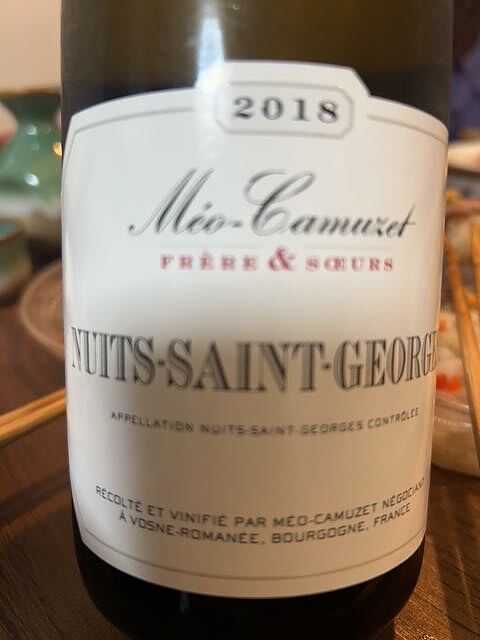 2018
Méo-Camuzet
FRÈRE & SŒURS
NUITS-SAINT-GEORGES
APPELLATION NUITS-SAINT-GEORGES CONTRÔLÉE
RÉCOLTÉ ET VINIFIÉ PAR MÉO-CAMUZET NÉGOCIANT
À VOSNE-ROMANÉE, BOURGOGNE, FRANCE